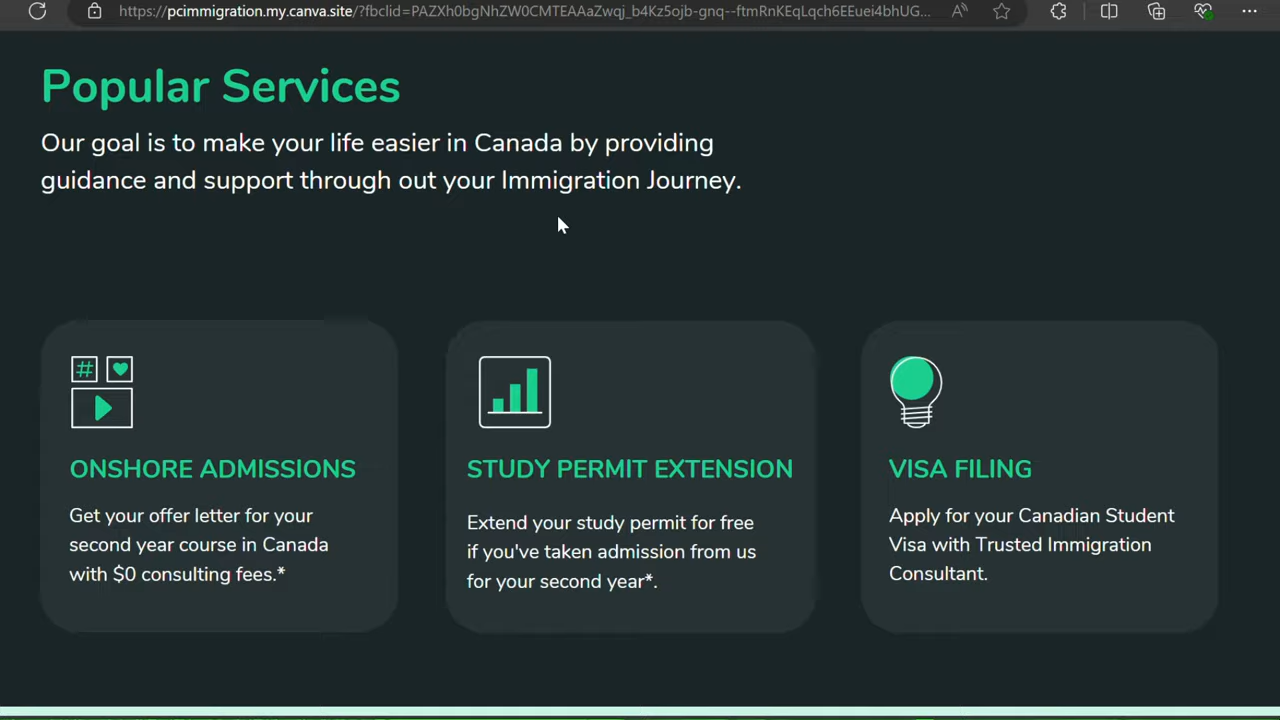 https://pcimmigration.my.canva.site/?fbclid=PAZXh0bgNhZW0CMTEAAaZwqj_b4Kz5ojb-gnq--ftmRnKEqLqch6EEuei4bhUG...
Popular Services
Our goal is to make your life easier in Canada by providing
guidance and support through out your Immigration Journey.
#
ONSHORE ADMISSIONS
Get your offer letter for your
second year course in Canada
with $0 consulting fees.*
STUDY PERMIT EXTENSION
Extend your study permit for free
if you've taken admission from us
for your second year*.
VISA FILING
Apply for your Canadian Student
Visa with Trusted Immigration
Consultant.